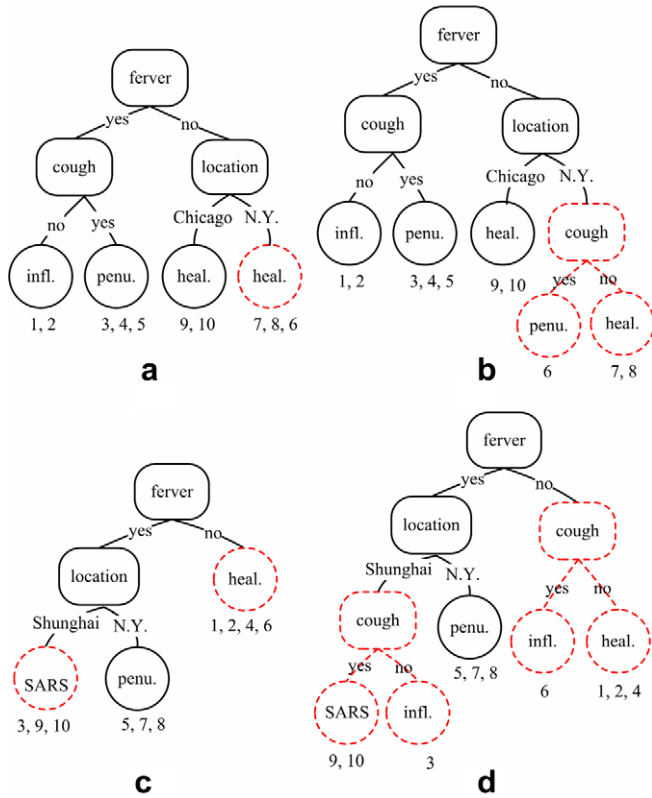 ferver
yes
no
cough
location
no
yes
Chicago
N.Y.
infl.
penu.
heal.
heal.
1, 2
3, 4, 5
9, 10
7, 8, 6
a
ferver
yes
no
cough
location
no
yes
Chicago
N.Y.
infl.
penu.
heal.
cough
1, 2
3, 4, 5
9, 10
yes
no
penu.
heal.
6
7, 8
b
ferver
yes
no
location
heal.
Shunghai
N.Y.
1, 2, 4, 6
SARS
penu.
3, 9, 10
5, 7, 8
c
ferver
yes
no
location
cough
Shunghai
N.Y.
yes
no
cough
penu.
infl.
heal.
5, 7, 8
6
1, 2, 4
yes
no
SARS
infl.
9, 10
3
d